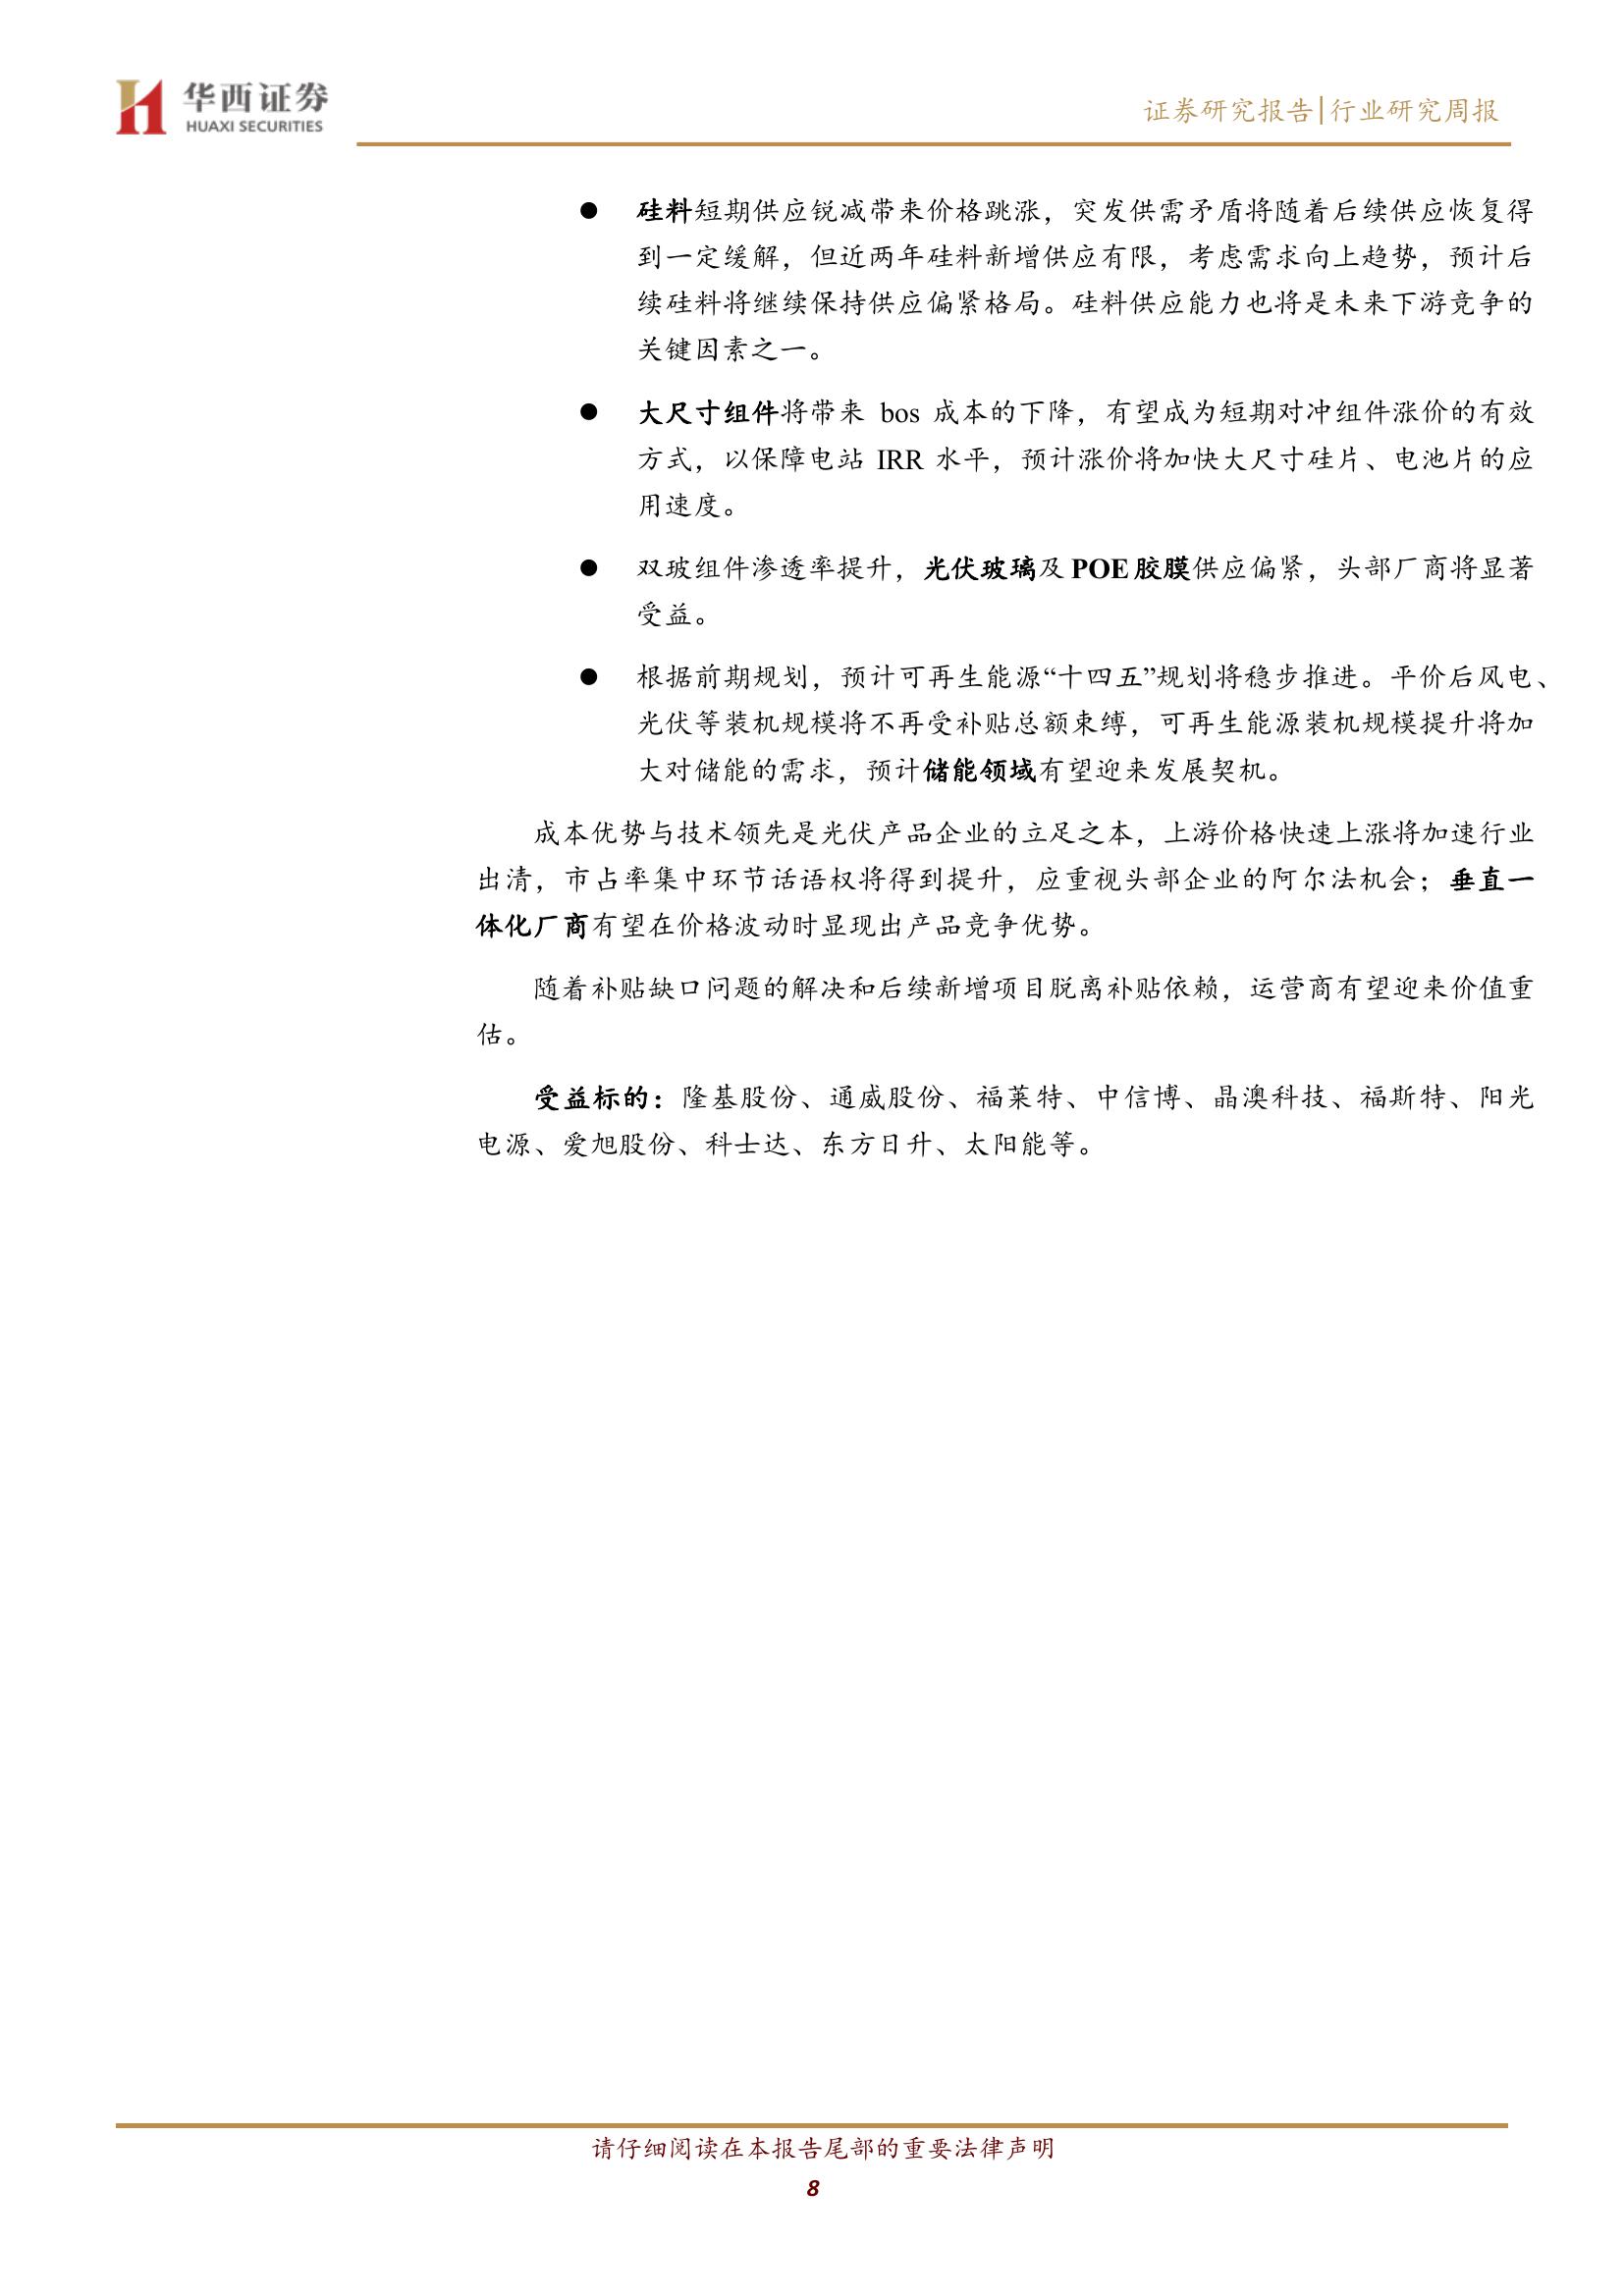 华西证券
HUAXI SECURITIES
证券研究报告|行业研究周报
● 硅料短期供应锐减带来价格跳涨，突发供需矛盾将随着后续供应恢复得
到一定缓解，但近两年硅料新增供应有限，考虑需求向上趋势，预计后
续硅料将继续保持供应偏紧格局。硅料供应能力也将是未来下游竞争的
关键因素之一。
● 大尺寸组件将带来 bos 成本的下降，有望成为短期对冲组件涨价的有效
方式，以保障电站 IRR 水平，预计涨价将加快大尺寸硅片、电池片的应
用速度。
● 双玻组件渗透率提升，光伏玻璃及 POE 胶膜供应偏紧，头部厂商将显著
受益。
● 根据前期规划，预计可再生能源“十四五”规划将稳步推进。平价后风电、
光伏等装机规模将不再受补贴总额束缚，可再生能源装机规模提升将加
大对储能的需求，预计储能领域有望迎来发展契机。
成本优势与技术领先是光伏产品企业的立足之本，上游价格快速上涨将加速行业
出清，市占率集中环节话语权将得到提升，应重视头部企业的阿尔法机会；垂直一
体化厂商有望在价格波动时显现出产品竞争优势。
随着补贴缺口问题的解决和后续新增项目脱离补贴依赖，运营商有望迎来价值重
估。
受益标的：隆基股份、通威股份、福莱特、中信博、晶澳科技、福斯特、阳光
电源、爱旭股份、科士达、东方日升、太阳能等。
请仔细阅读在本报告尾部的重要法律声明
8